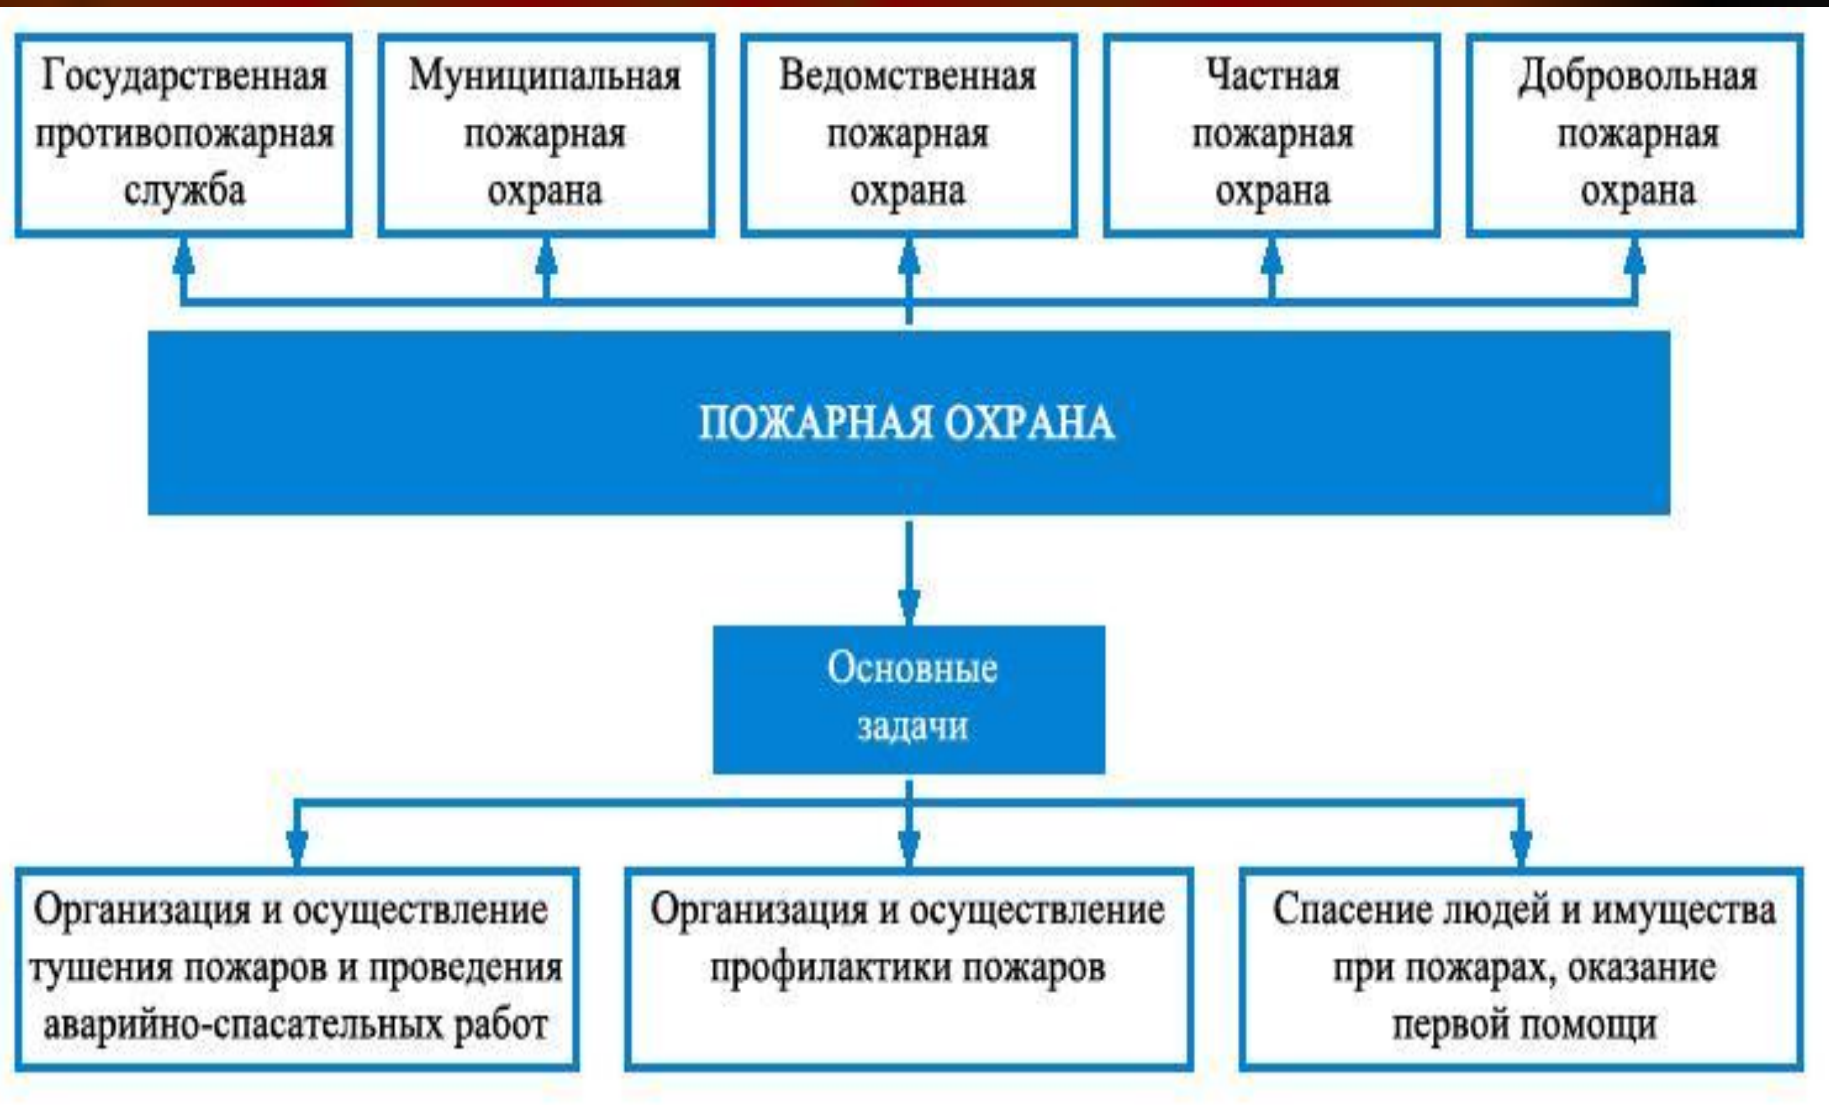 Государственная
противопожарная
служба
Муниципальная
пожарная
охрана
Ведомственная
пожарная
охрана
Частная
пожарная
охрана
Добровольная
пожарная
охрана
ПОЖАРНАЯ ОХРАНА
Основные
задачи
Организация и осуществление
тушения пожаров и проведения
аварийно-спасательных работ
Организация и осуществление
профилактики пожаров
Спасение людей и имущества
при пожарах, оказание
первой помощи